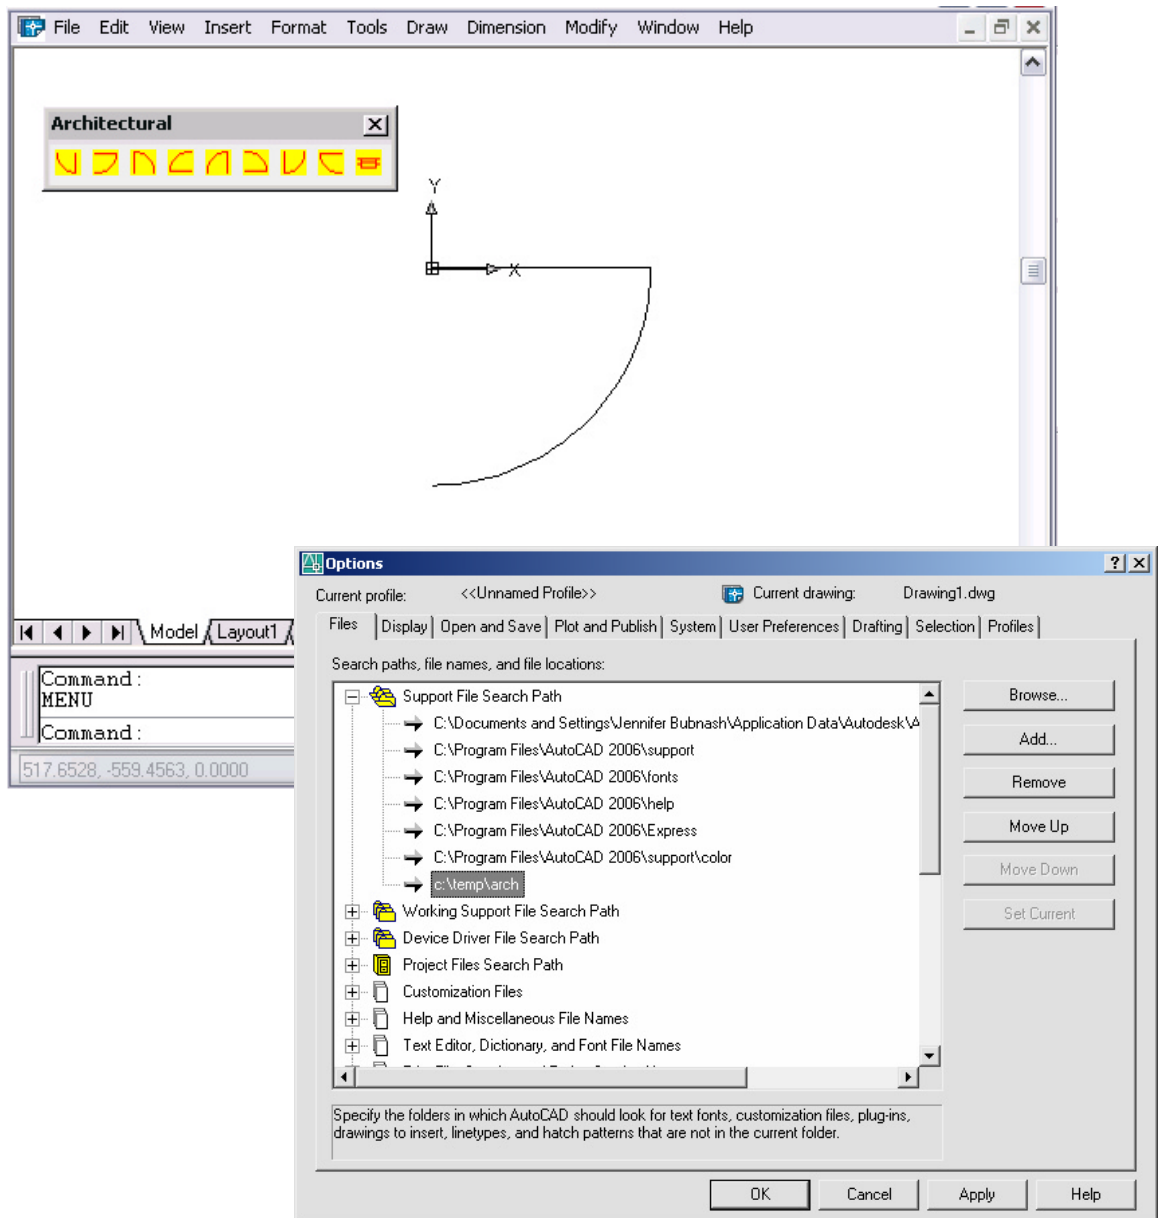 File Edit View Insert Format Tools Draw Dimension Modify Window Help
Architectural
Y
X
Model Layout1
Command:
MENU
Command:
517.6528, -559.4563, 0.0000
Options
Current profile: <<Unnamed Profile>> Current drawing: Drawing1.dwg
Files Display Open and Save Plot and Publish System User Preferences Drafting Selection Profiles
Search paths, file names, and file locations:
Support File Search Path
C:\Documents and Settings\Jennifer Bubnash\Application Data\Autodesk\A
C:\Program Files\AutoCAD 2006\support
C:\Program Files\AutoCAD 2006\fonts
C:\Program Files\AutoCAD 2006\help
C:\Program Files\AutoCAD 2006\Express
C:\Program Files\AutoCAD 2006\support\color
c:\temp\arch
Working Support File Search Path
Device Driver File Search Path
Project Files Search Path
Customization Files
Help and Miscellaneous File Names
Text Editor, Dictionary, and Font File Names
Browse...
Add...
Remove
Move Up
Move Down
Set Current
Specify the folders in which AutoCAD should look for text fonts, customization files, plug-ins,
drawings to insert, linetypes, and hatch patterns that are not in the current folder.
OK Cancel Apply Help